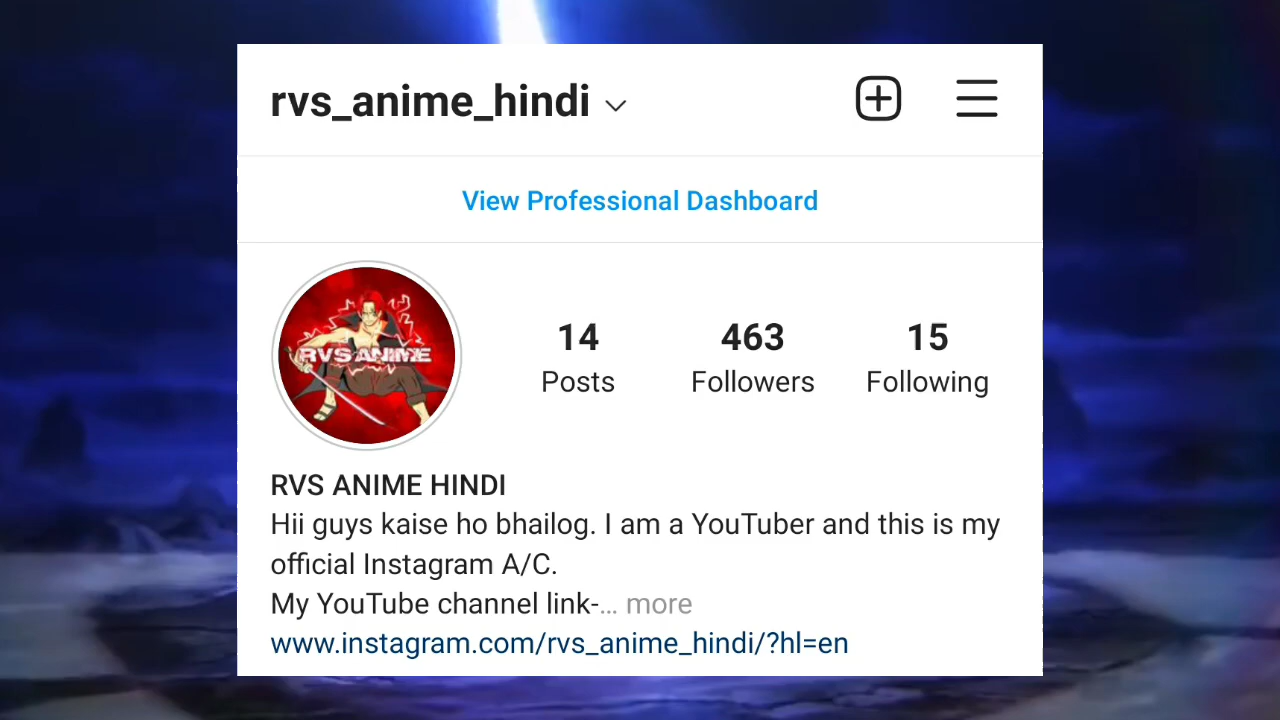 rvs_anime_hindi
View Professional Dashboard
RVS ANIME
14
Posts
463
Followers
15
Following
RVS ANIME HINDI
Hii guys kaise ho bhailog. I am a YouTuber and this is my
official Instagram A/C.
My YouTube channel link-... more
www.instagram.com/rvs_anime_hindi/?hl=en